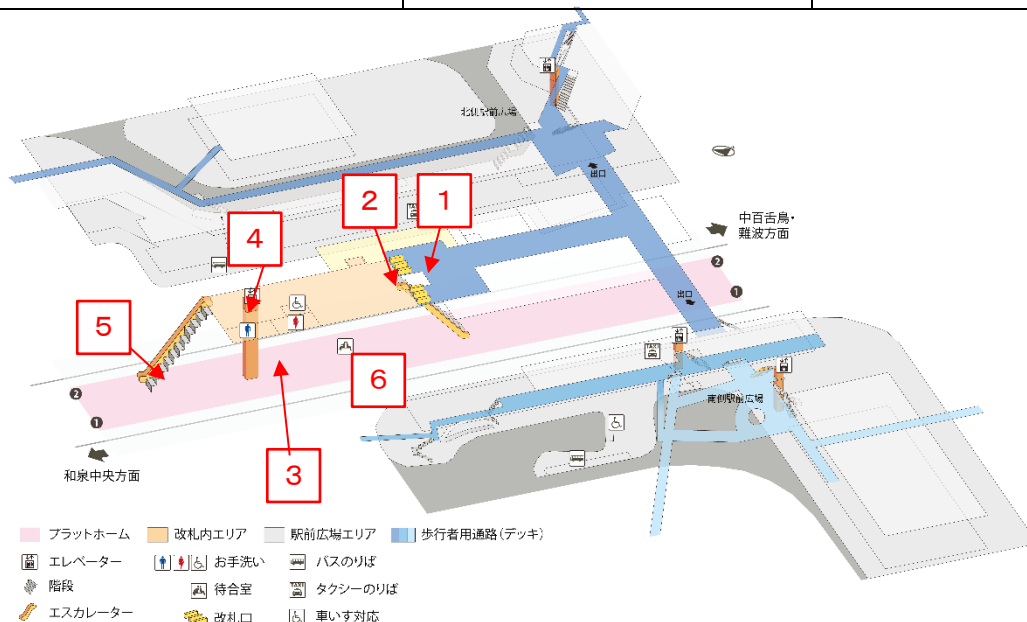 北側駅前広場
出口
中百舌鳥・
難波方面
2
1
4
2
1
出口
TAXI
5
6
3
2
1
南側駅前広場
和泉中央方面
プラットホーム
改札内エリア
駅前広場エリア
歩行者用通路(デッキ)
エレベーター
お手洗い
バスのりば
階段
待合室
TAXI
タクシーのりば
エスカレーター
改札口
車いす対応